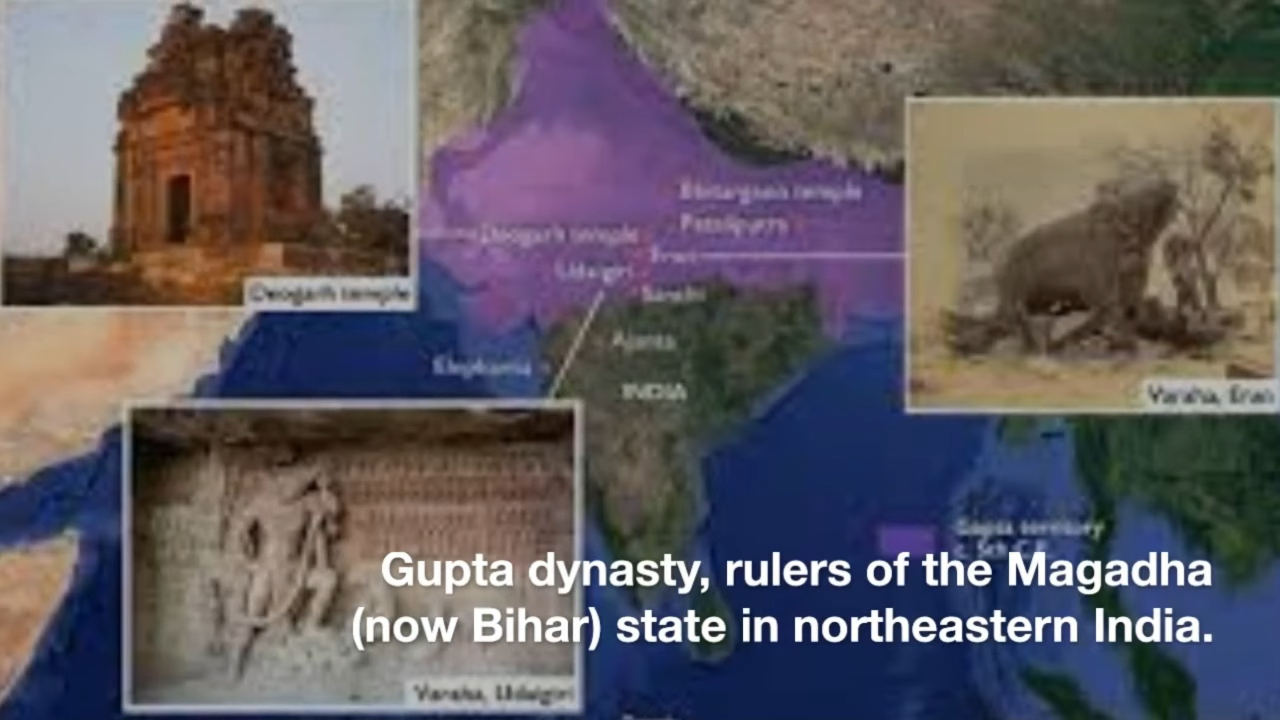 Bhitargaon temple
Pataliputra
Deogarh temple
Eran
Udaigiri
Sanchi
Deogarh temple
Ajanta
Elephanta
INDIA
Varaha, Eran
Gupta territory
Gupta dynasty, rulers of the Magadha
(now Bihar) state in northeastern India.
Varaha, Udaigiri